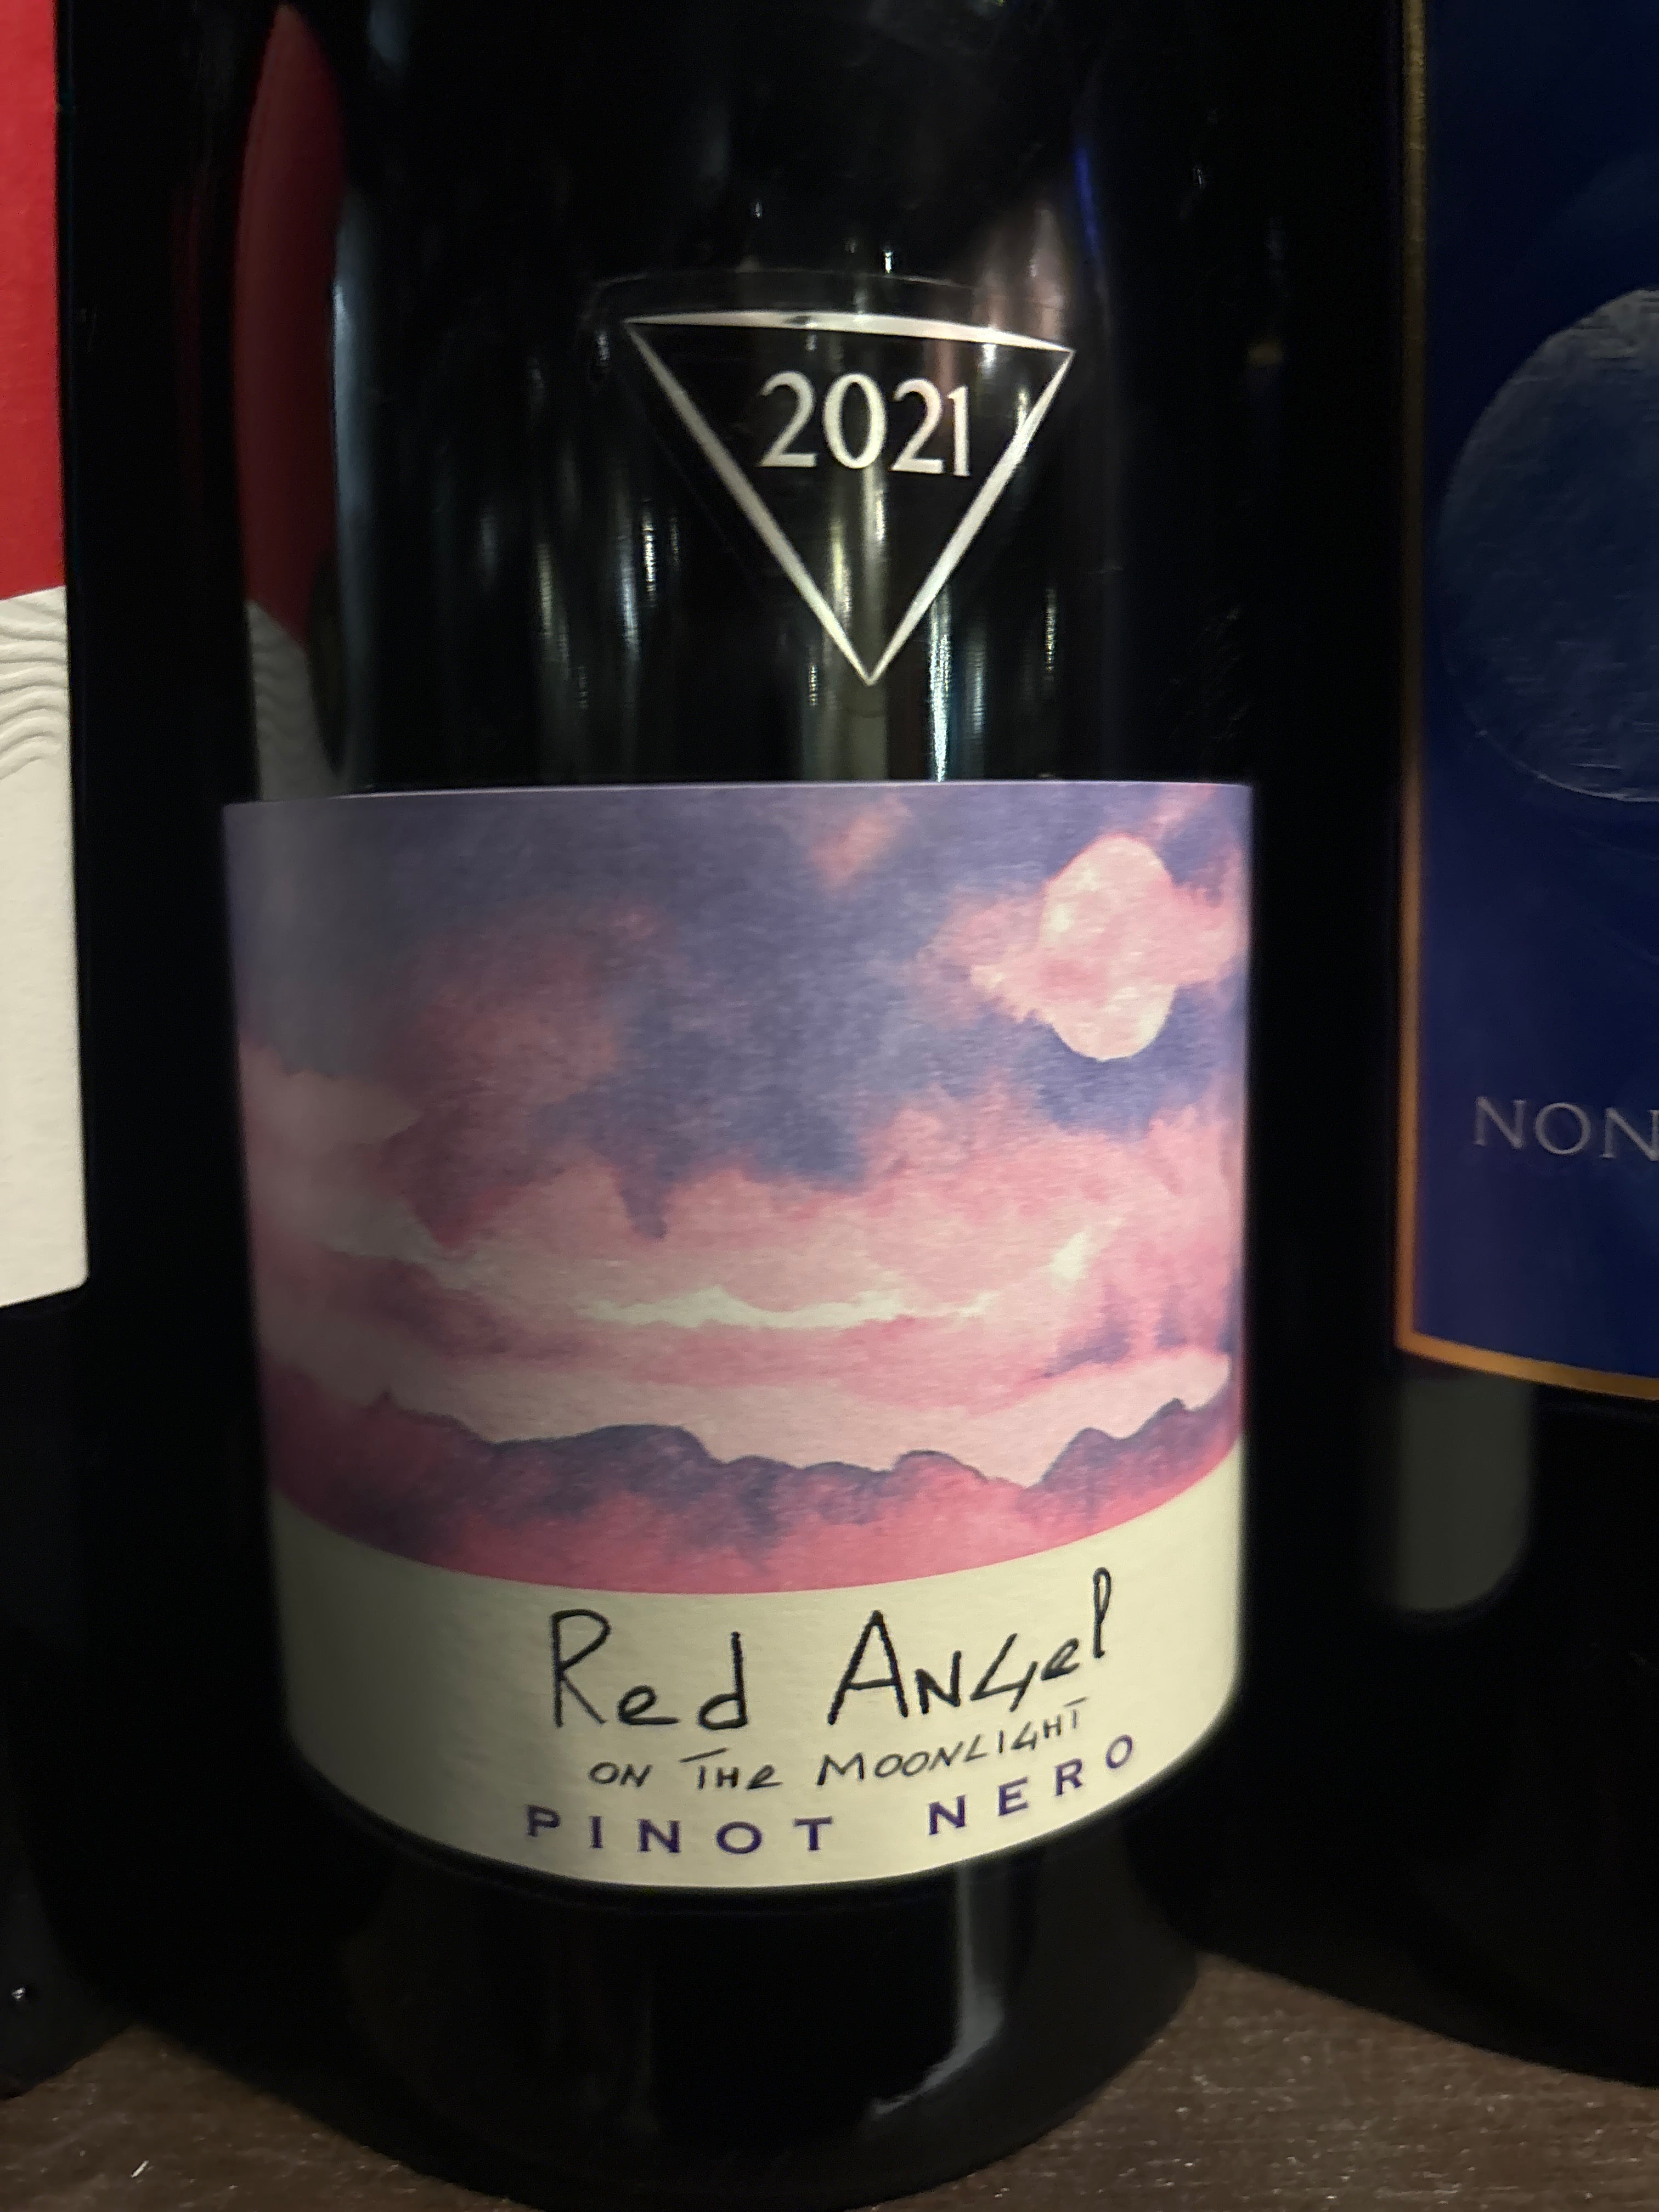 2021
Red Angel
ON THe MOONLIGHT
PINOT NERO
NON